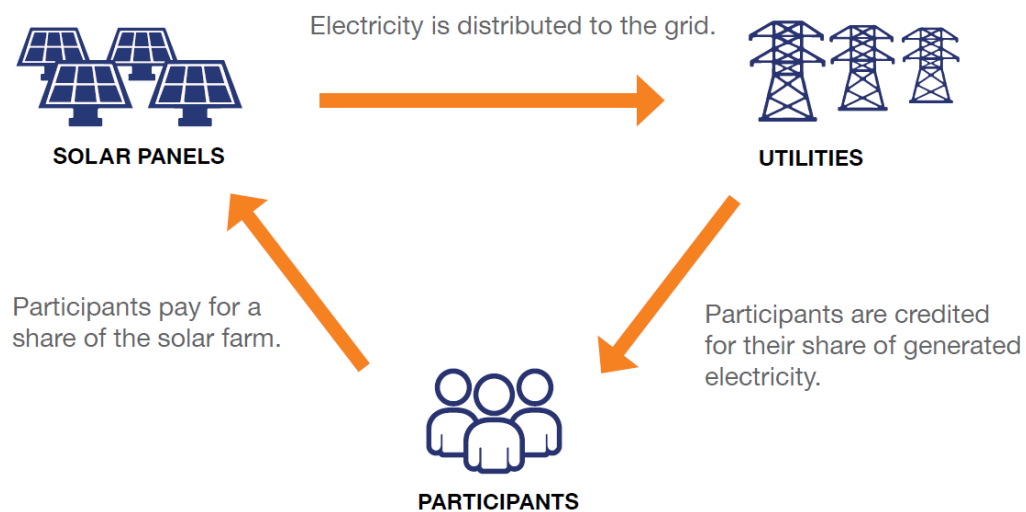 Electricity is distributed to the grid.
SOLAR PANELS
UTILITIES
Participants pay for a
share of the solar farm.
Participants are credited
for their share of generated
electricity.
PARTICIPANTS